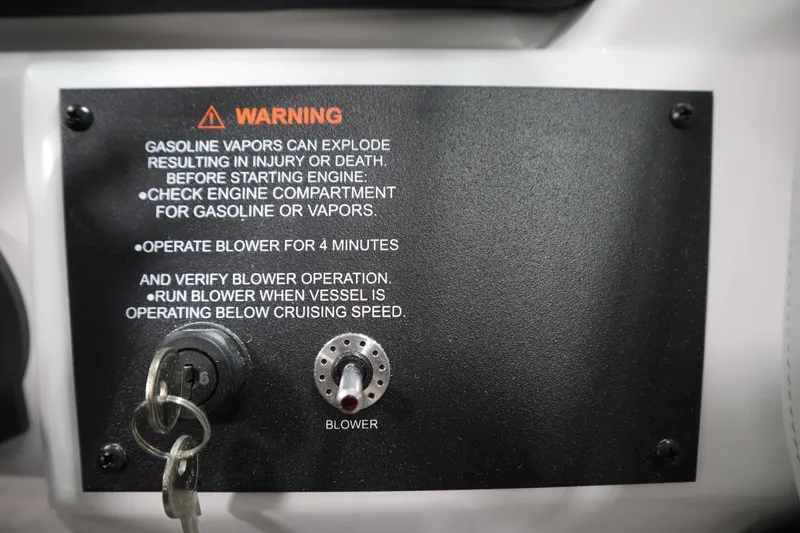 ⚠ WARNING
GASOLINE VAPORS CAN EXPLODE
RESULTING IN INJURY OR DEATH.
BEFORE STARTING ENGINE:
•CHECK ENGINE COMPARTMENT
FOR GASOLINE OR VAPORS.
•OPERATE BLOWER FOR 4 MINUTES
AND VERIFY BLOWER OPERATION.
•RUN BLOWER WHEN VESSEL IS
OPERATING BELOW CRUISING SPEED.
BLOWER